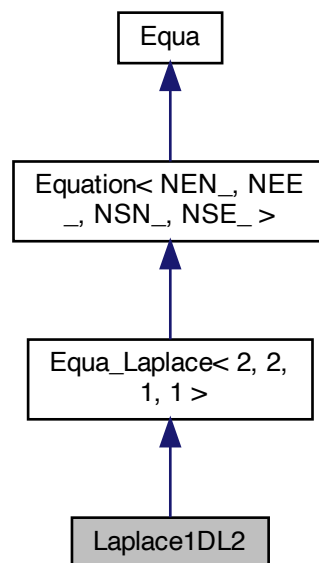 Equa
Equation< NEN_, NEE
_, NSN_, NSE_ >
Equa_Laplace< 2, 2,
1, 1 >
Laplace1DL2